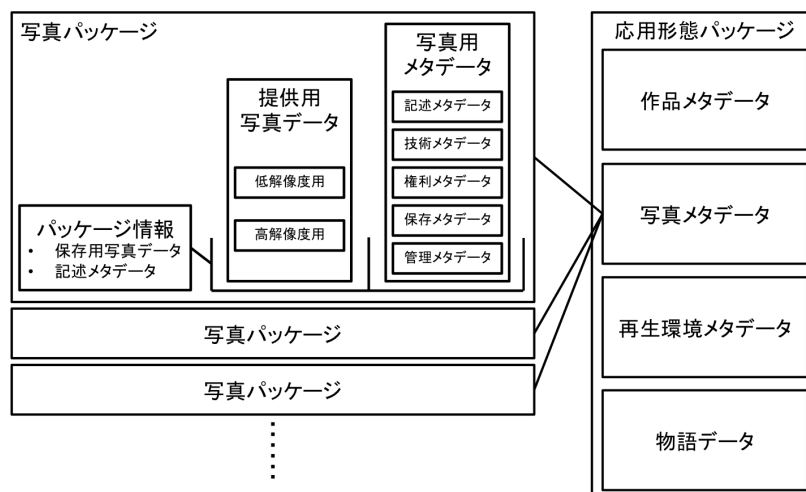 写真パッケージ
写真用
メタデータ
記述メタデータ
技術メタデータ
権利メタデータ
保存メタデータ
管理メタデータ
提供用
写真データ
低解像度用
高解像度用
パッケージ情報
• 保存用写真データ
• 記述メタデータ
写真パッケージ
写真パッケージ
応用形態パッケージ
作品メタデータ
写真メタデータ
再生環境メタデータ
物語データ